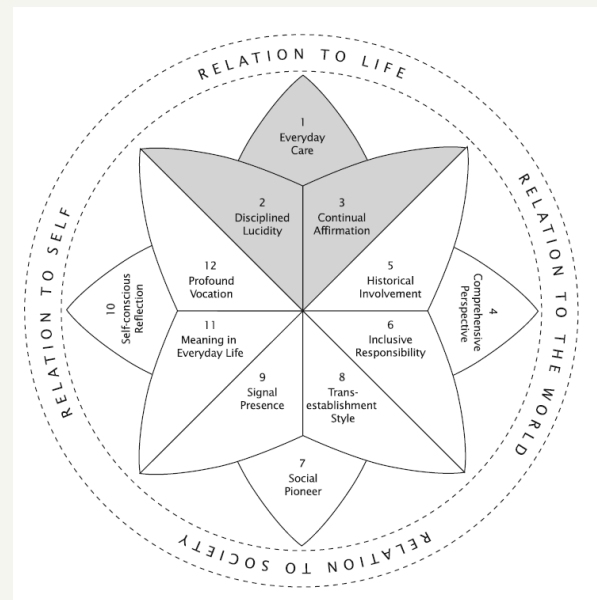 RELATION TO LIFE
RELATION TO THE WORLD
RELATION TO SOCIETY
RELATION TO SELF
1
Everyday
Care
2
Disciplined
Lucidity
3
Continual
Affirmation
4
Comprehensive
Perspective
5
Historical
Involvement
6
Inclusive
Responsibility
7
Social
Pioneer
8
Trans-
establishment
Style
9
Signal
Presence
10
Self-conscious
Reflection
11
Meaning in
Everyday Life
12
Profound
Vocation